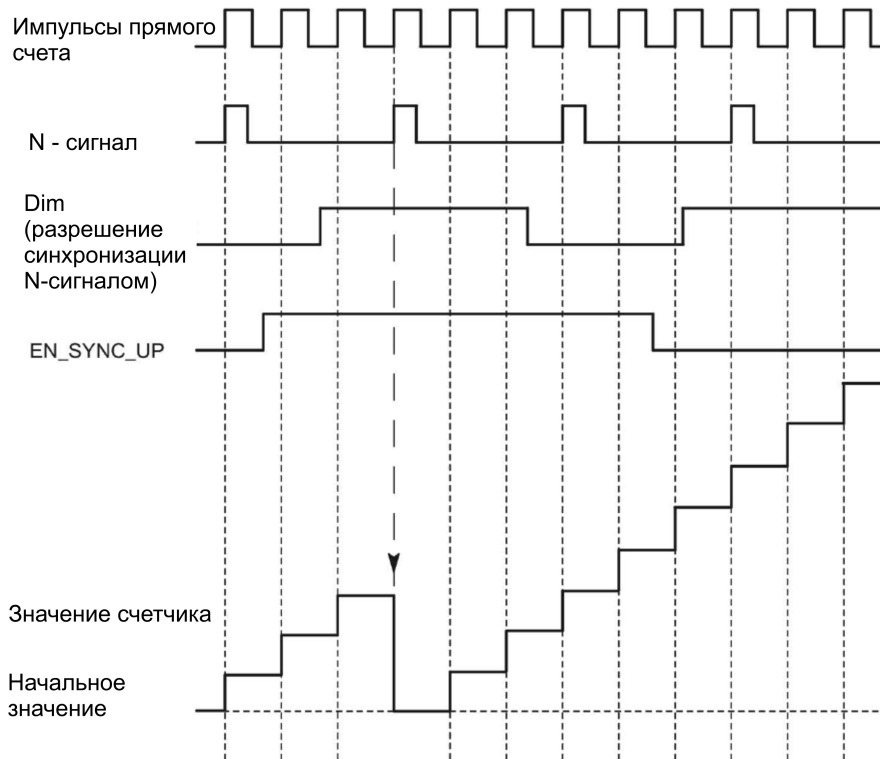 Импульсы прямого
счета
N - сигнал
Dim
(разрешение
синхронизации
N-сигналом)
EN_SYNC_UP
Значение счетчика
Начальное
значение